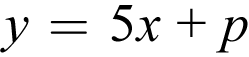 y = 5x + p